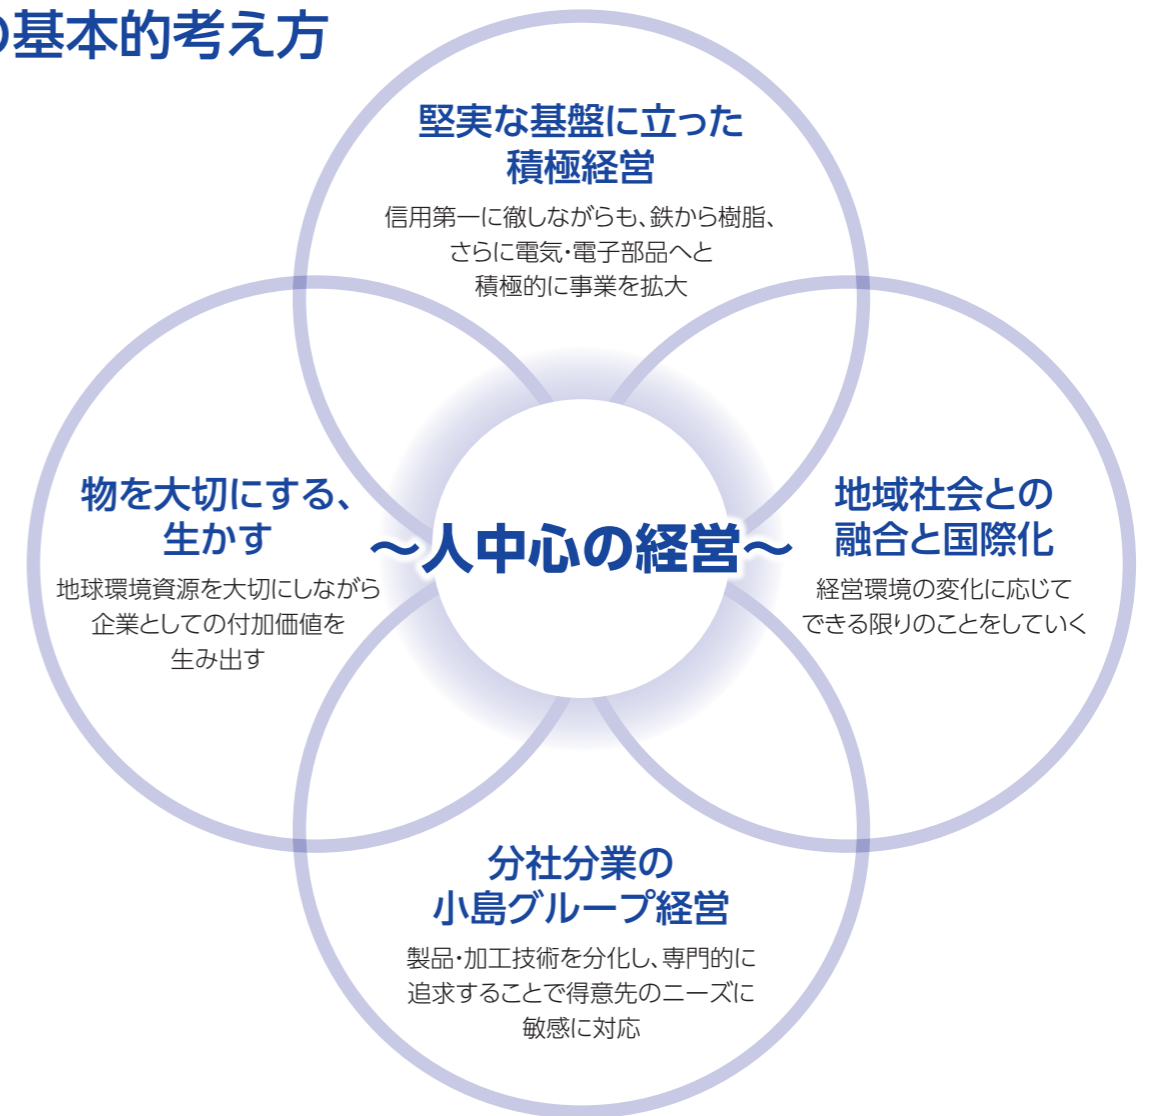 の基本的考え方
堅実な基盤に立った
積極経営
信用第一に徹しながらも、鉄から樹脂、
さらに電気・電子部品へと
積極的に事業を拡大
物を大切にする、
生かす
地球環境資源を大切にしながら
企業としての付加価値を
生み出す
～人中心の経営～
地域社会との
融合と国際化
経営環境の変化に応じて
できる限りのことをしていく
分社分業の
小島グループ経営
製品・加工技術を分化し、専門的に
追求することで得意先のニーズに
敏感に対応